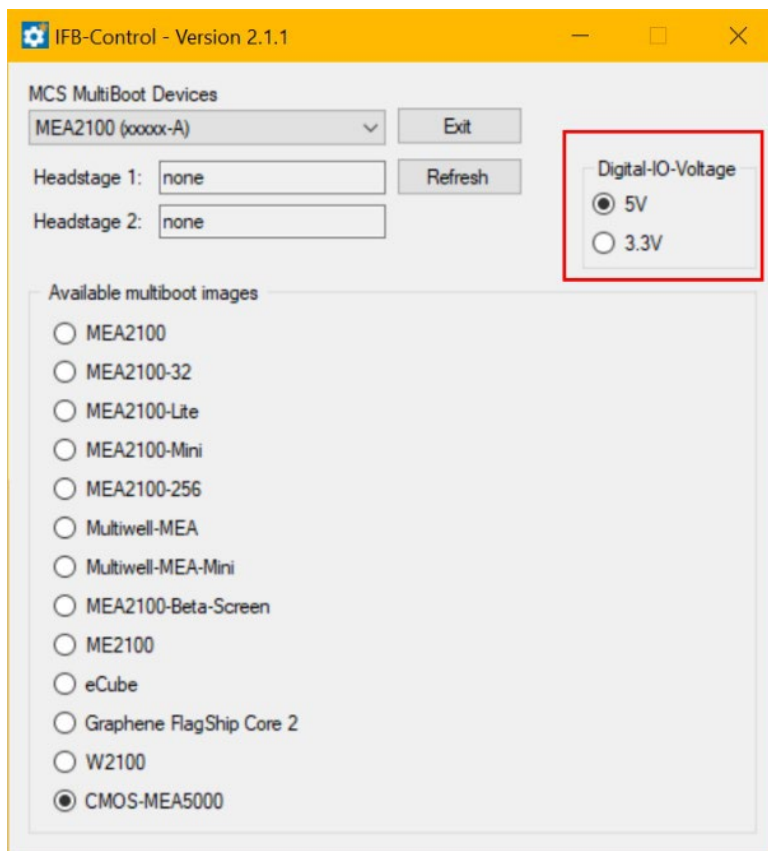 IFB-Control - Version 2.1.1
MCS MultiBoot Devices
MEA2100 (xxxxx-A)
Exit
Headstage 1: none
Refresh
Headstage 2: none
Digital-IO-Voltage
5V
3.3V
Available multiboot images
MEA2100
MEA2100-32
MEA2100-Lite
MEA2100-Mini
MEA2100-256
Multiwell-MEA
Multiwell-MEA-Mini
MEA2100-Beta-Screen
ME2100
eCube
Graphene FlagShip Core 2
W2100
CMOS-MEA5000